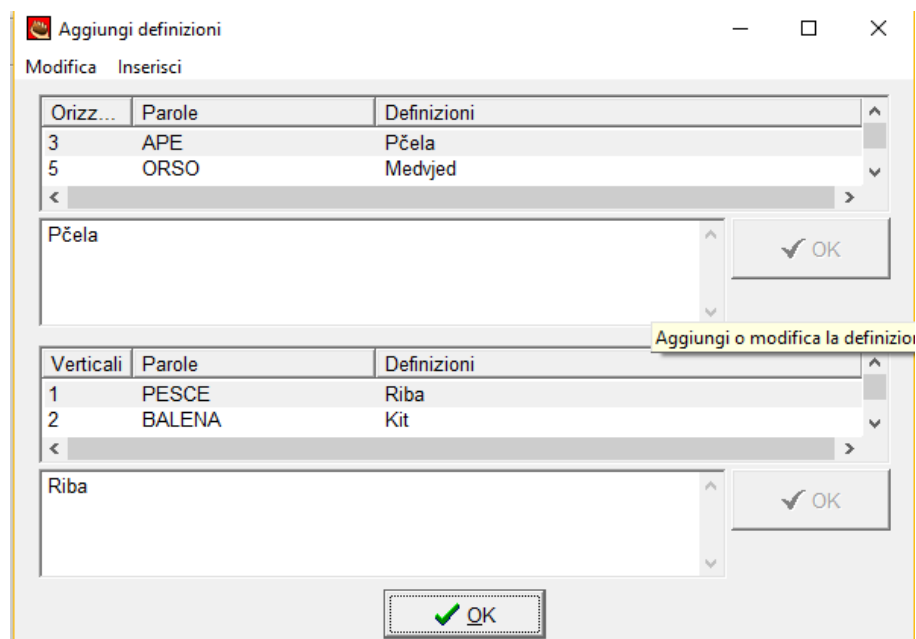 Aggiungi definizioni
Modifica Inserisci
Orizz... Parole Definizioni
3 APE Pčela
5 ORSO Medvjed
Pčela
OK
Aggiungi o modifica la definizio
Verticali Parole Definizioni
1 PESCE Riba
2 BALENA Kit
Riba
OK
OK